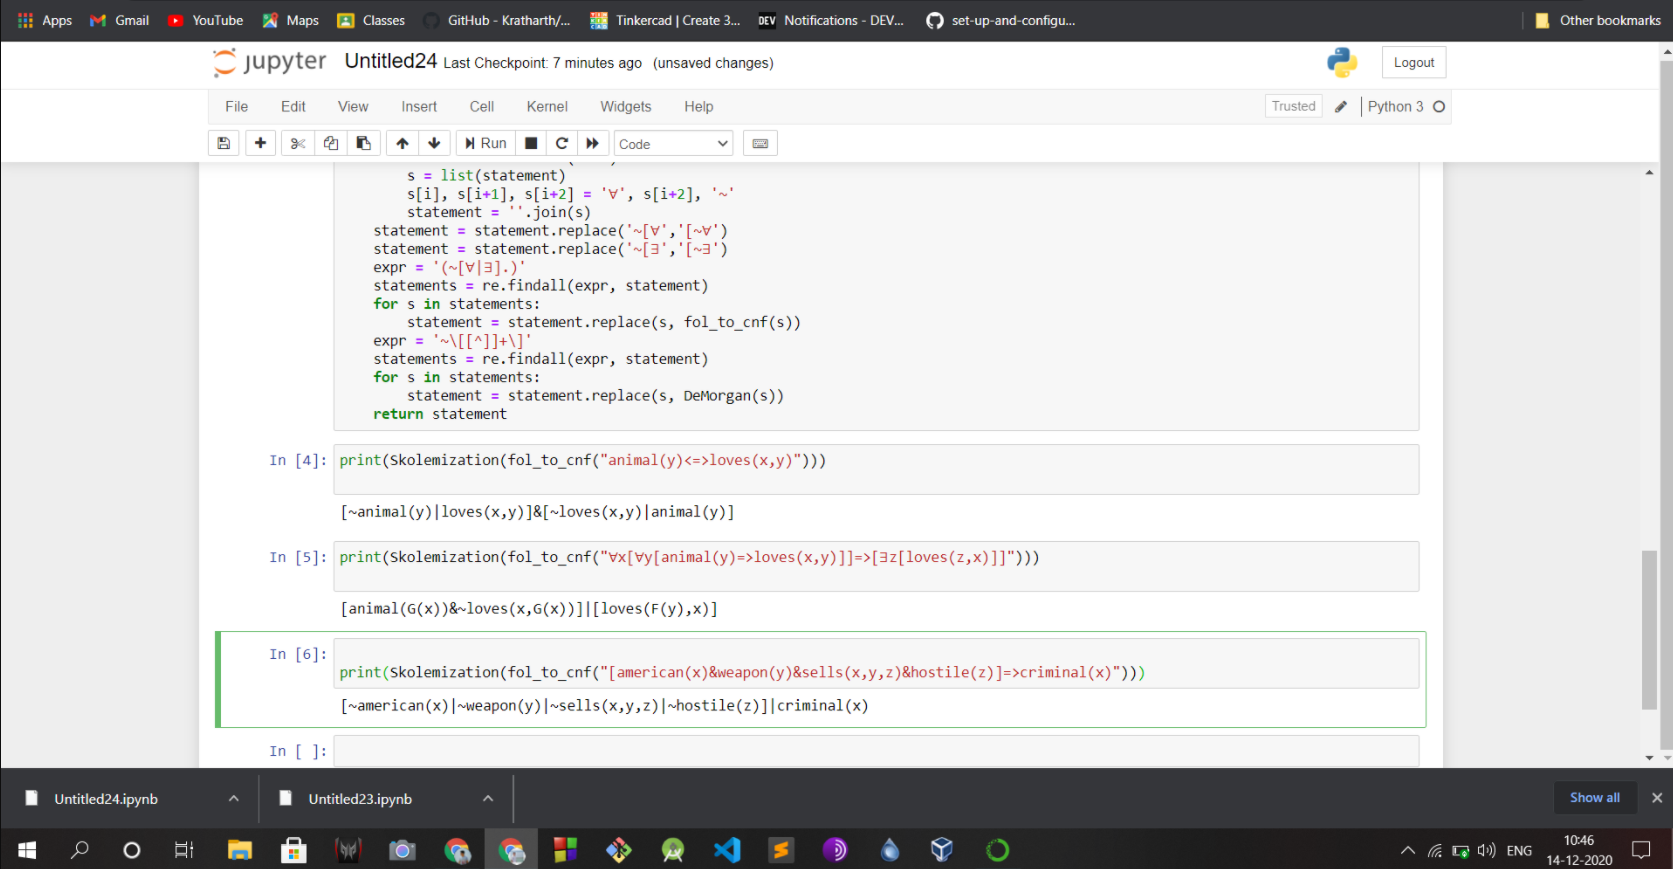 Apps Gmail YouTube Maps Classes GitHub - Kratharth/... Tinkercad | Create 3... DEV Notifications - DEV... set-up-and-configu... Other bookmarks
jupyter Untitled24 Last Checkpoint: 7 minutes ago (unsaved changes) Logout
File Edit View Insert Cell Kernel Widgets Help Trusted Python 3
Run Code
s = list(statement)
s[i], s[i+1], s[i+2] = '∀', s[i+2], '~'
statement = ''.join(s)
statement = statement.replace('~[∀','[~∀')
statement = statement.replace('~[∃','[~∃')
expr = '(~[∀|∃].)'
statements = re.findall(expr, statement)
for s in statements:
statement = statement.replace(s, fol_to_cnf(s))
expr = '~\[[^]]+\]'
statements = re.findall(expr, statement)
for s in statements:
statement = statement.replace(s, DeMorgan(s))
return statement
In [4]: print(Skolemization(fol_to_cnf("animal(y)<=>loves(x,y)")))
[~animal(y)|loves(x,y)]&[~loves(x,y)|animal(y)]
In [5]: print(Skolemization(fol_to_cnf("∀x[∀y[animal(y)=>loves(x,y)]]=>[∃z[loves(z,x)]]")))
[animal(G(x))&~loves(x,G(x))]|[loves(F(y),x)]
In [6]:
print(Skolemization(fol_to_cnf("[american(x)&weapon(y)&sells(x,y,z)&hostile(z)]=>criminal(x)")))
[~american(x)|~weapon(y)|~sells(x,y,z)|~hostile(z)]|criminal(x)
In [ ]:
Untitled24.ipynb Untitled23.ipynb Show all
ENG 10:46
14-12-2020